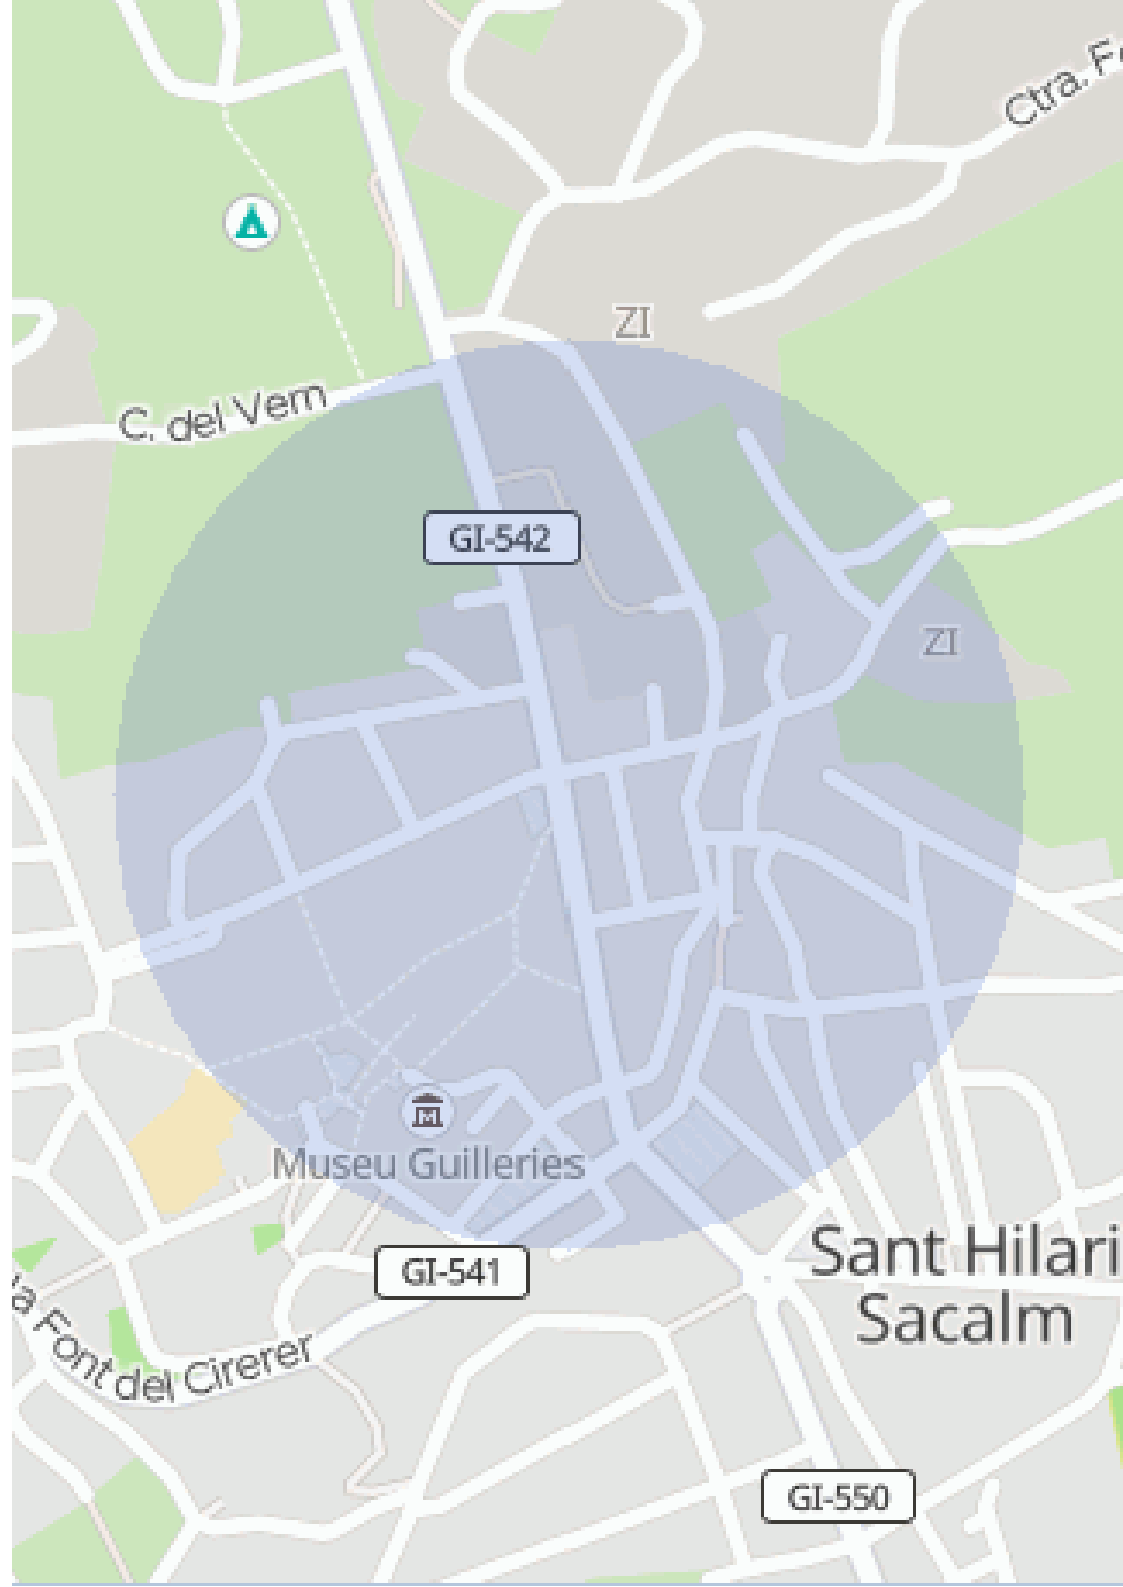 Ctra. F
ZI
C. del Vern
GI-542
ZI
M
Museu Guilleries
Sant Hilari
Sacalm
GI-541
la Font del Cirerer
GI-550